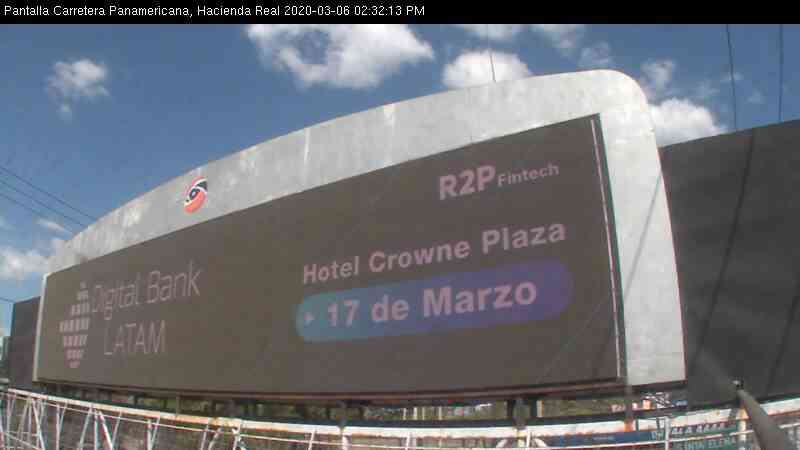 Pantalla Carretera Panamericana, Hacienda Real 2020-03-06 02:32:13 PM
R2P Fintech
Hotel Crowne Plaza
17 de Marzo
Digital Bank
LATAM